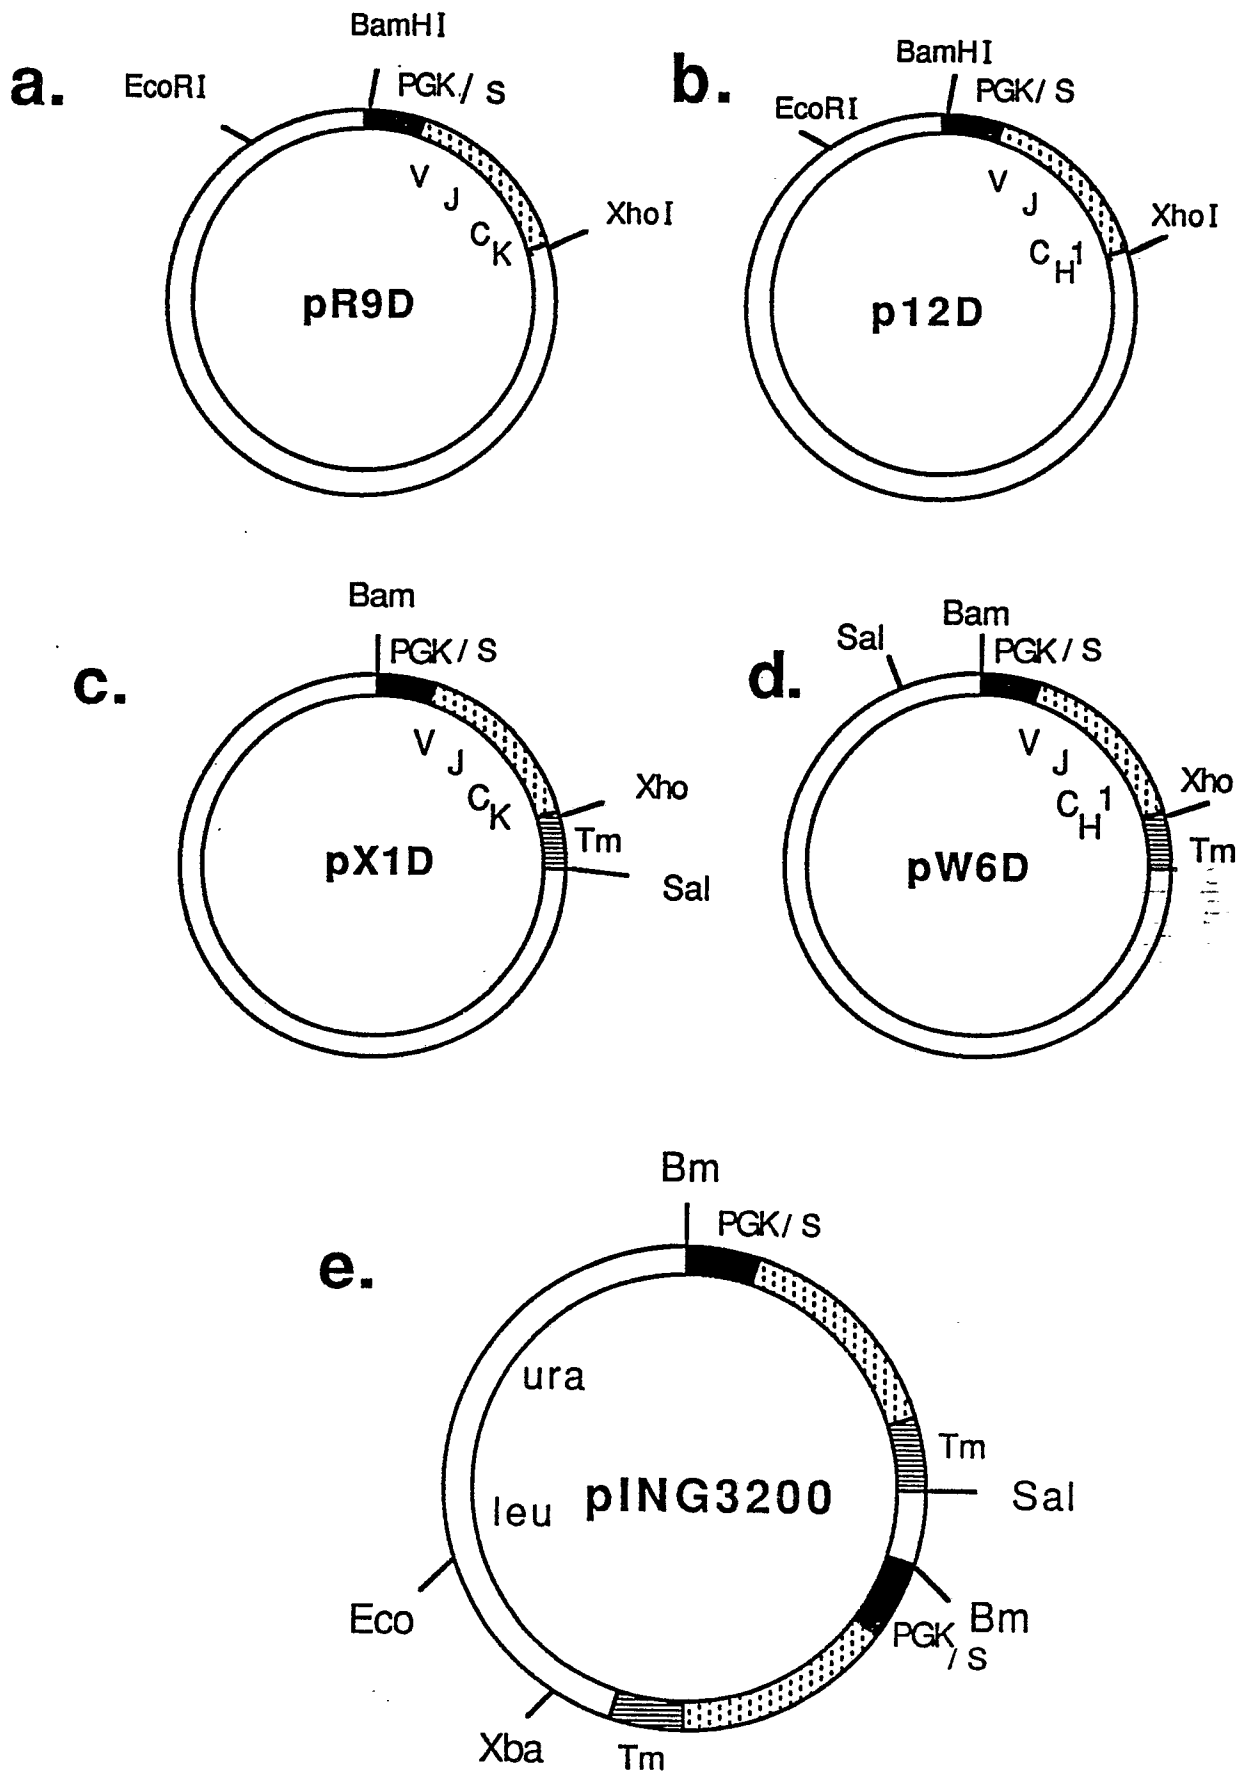 a.
BamHI
EcoRI
PGK/ S
V
J
CK
XhoI
pR9D
b.
BamHI
EcoRI
PGK/ S
V
J
CH1
XhoI
p12D
c.
Bam
PGK/ S
V
J
CK
Xho
Tm
Sal
pX1D
d.
Sal
Bam
PGK/ S
V
J
CH1
Xho
Tm
pW6D
e.
Bm
PGK/ S
ura
Tm
leu
pING3200
Sal
Eco
Bm
PGK
/ S
Xba
Tm